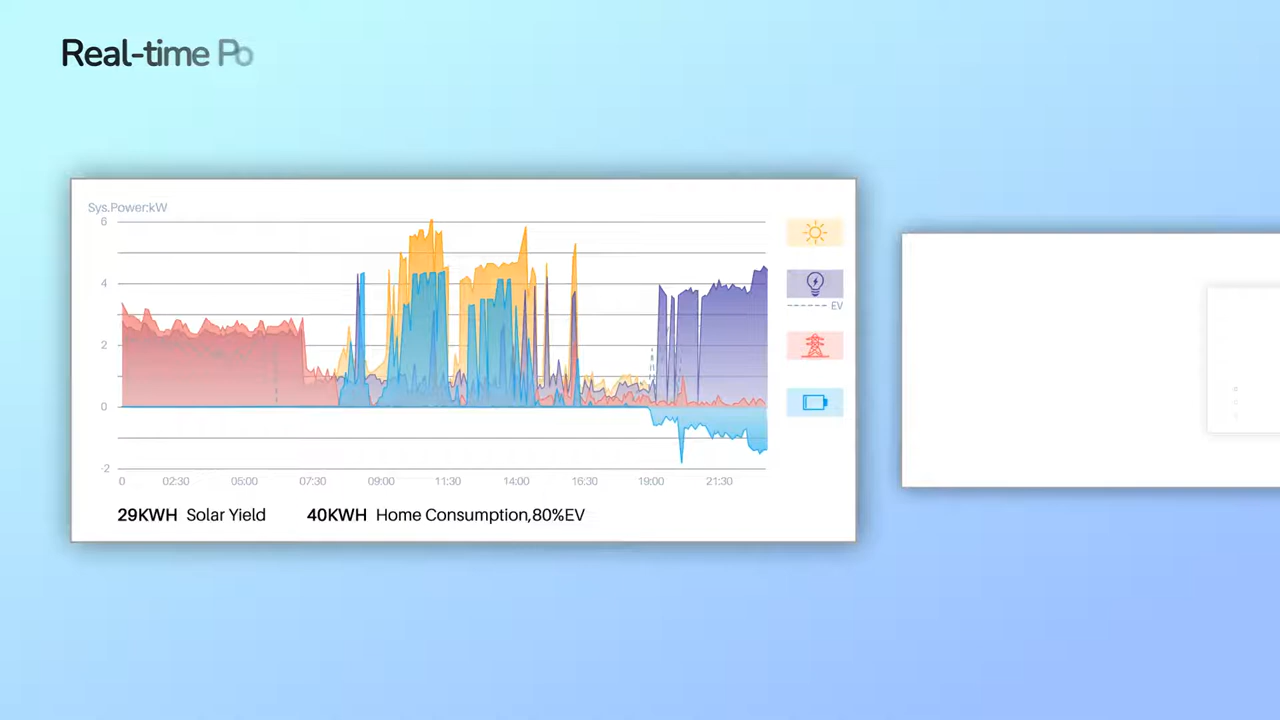 Real-time Po
Sys.Power:kW
6
4
2
0
-2
0 02:30 05:00 07:30 09:00 11:30 14:00 16:30 19:00 21:30
EV
29KWH Solar Yield 40KWH Home Consumption,80%EV